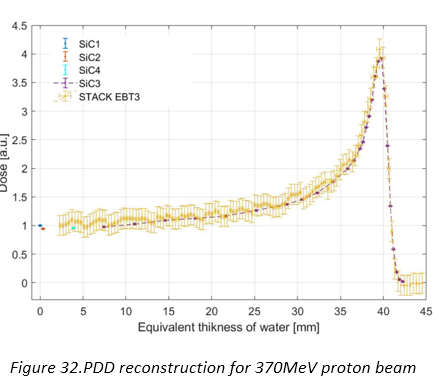 4.5
4
3.5
3
2.5
2
1.5
1
0.5
0
Dose [a.u.]
SiC1
SiC2
SiC4
SiC3
STACK EBT3
0 5 10 15 20 25 30 35 40 45
Equivalent thikness of water [mm]
Figure 32.PDD reconstruction for 370MeV proton beam